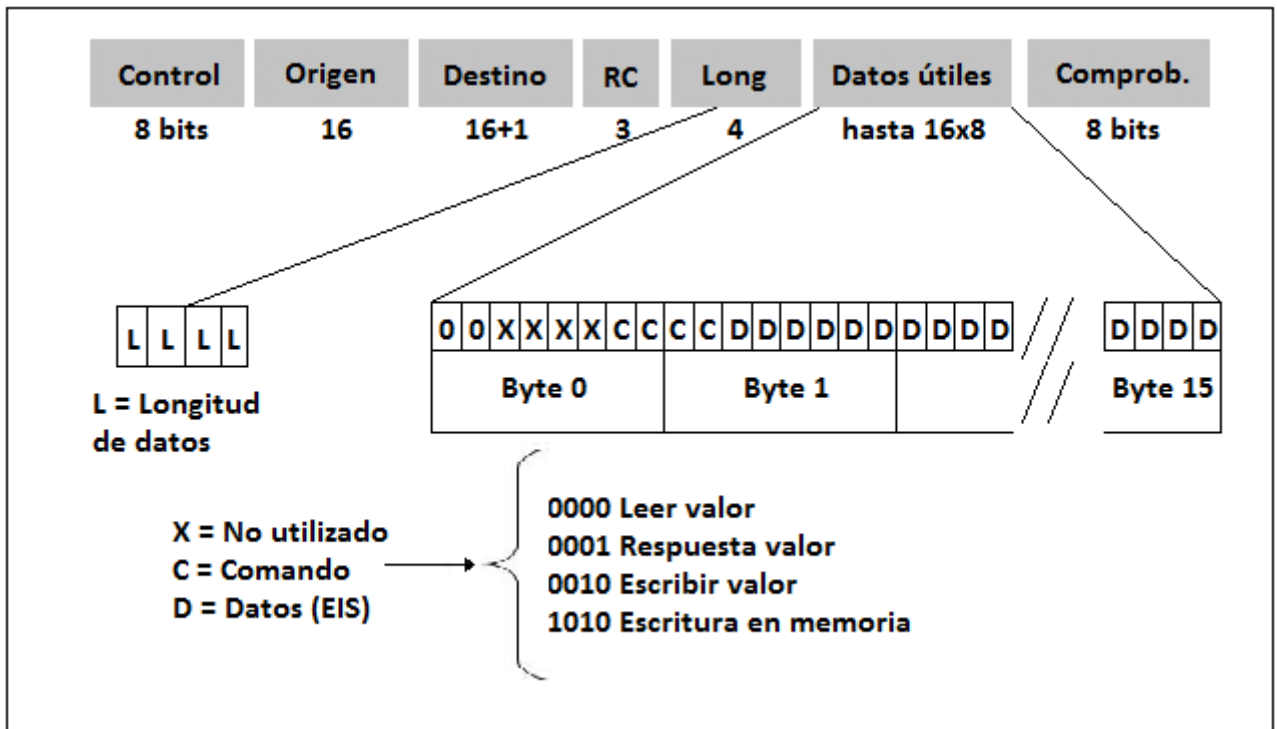 Control Origen Destino RC Long Datos útiles Comprob.
8 bits 16 16+1 3 4 hasta 16x8 8 bits
L L L L
0 0 X X X X C C C C D D D D D D D D D D D D D D
Byte 0 Byte 1 Byte 15
L = Longitud
de datos
X = No utilizado
C = Comando
D = Datos (EIS)
0000 Leer valor
0001 Respuesta valor
0010 Escribir valor
1010 Escritura en memoria